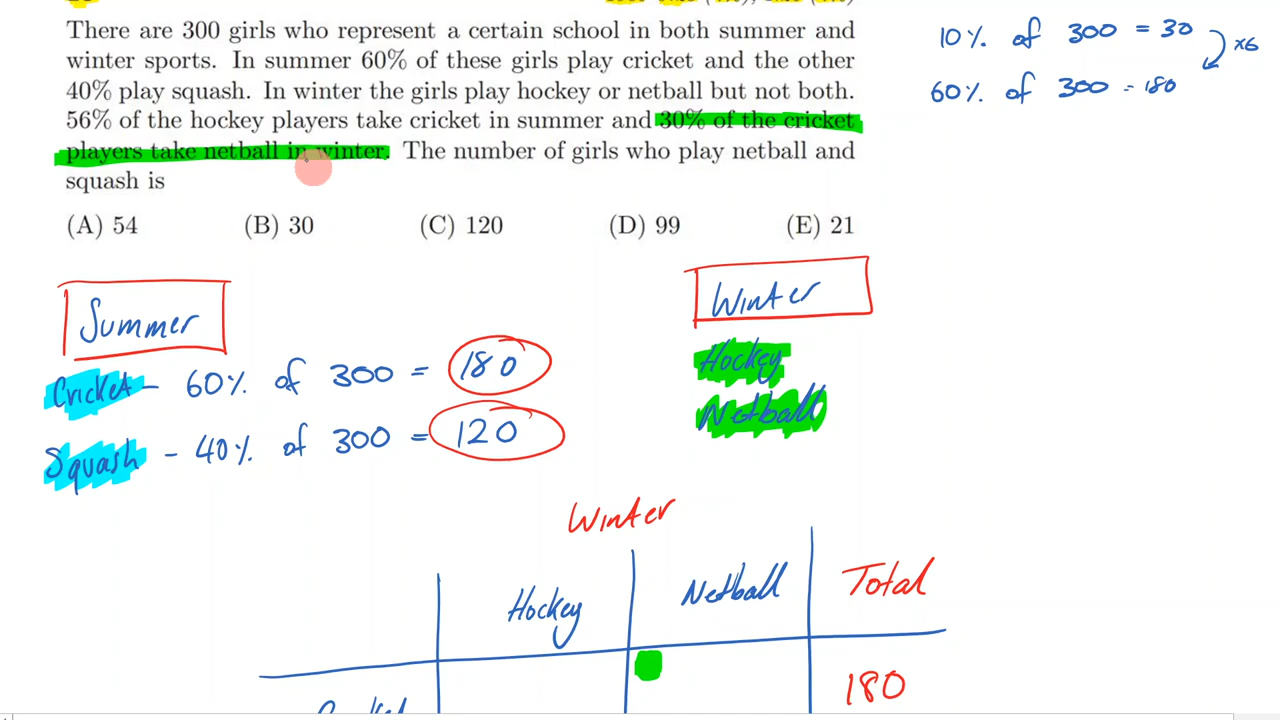 There are 300 girls who represent a certain school in both summer and
winter sports. In summer 60% of these girls play cricket and the other
40% play squash. In winter the girls play hockey or netball but not both.
56% of the hockey players take cricket in summer and 30% of the cricket
players take netball in winter. The number of girls who play netball and
squash is
(A) 54 (B) 30 (C) 120 (D) 99 (E) 21
10% of 300 = 30
x6
60% of 300 = 180
Summer
Cricket - 60% of 300 = 180
Squash - 40% of 300 = 120
Winter
Hockey
Netball
Winter
Hockey Netball Total
180